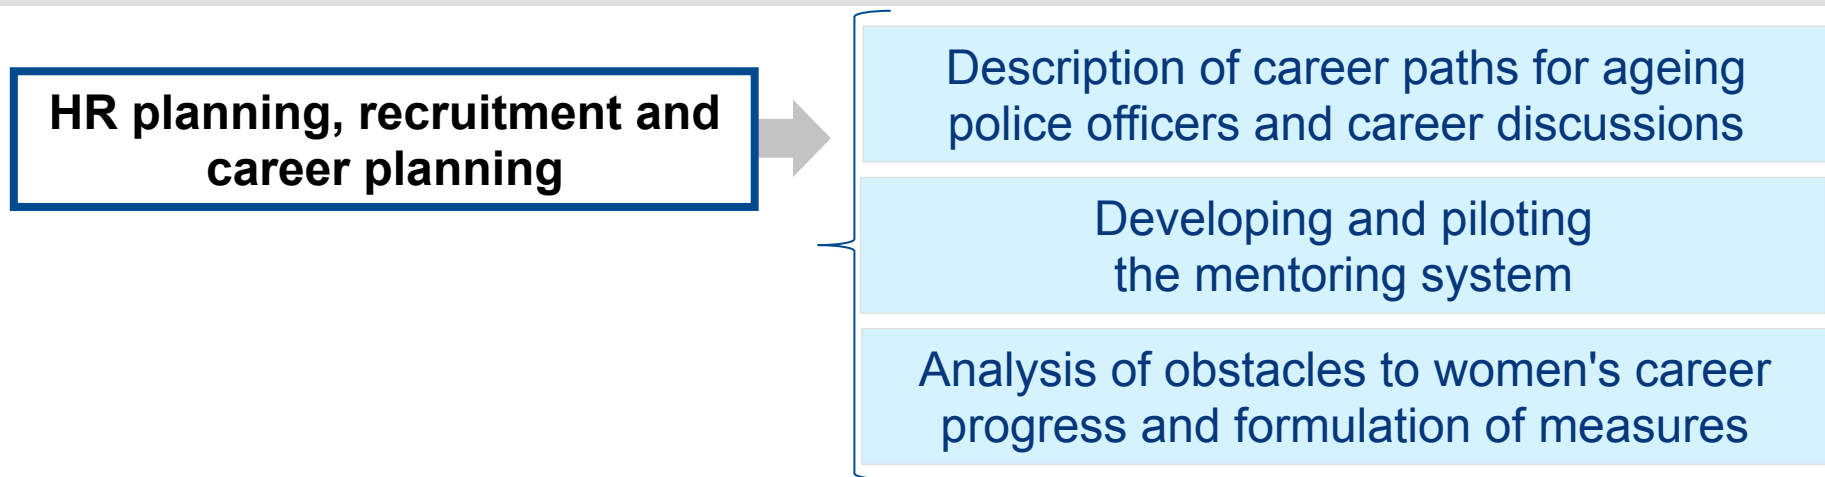 HR planning, recruitment and
career planning
Description of career paths for ageing
police officers and career discussions
Developing and piloting
the mentoring system
Analysis of obstacles to women's career
progress and formulation of measures